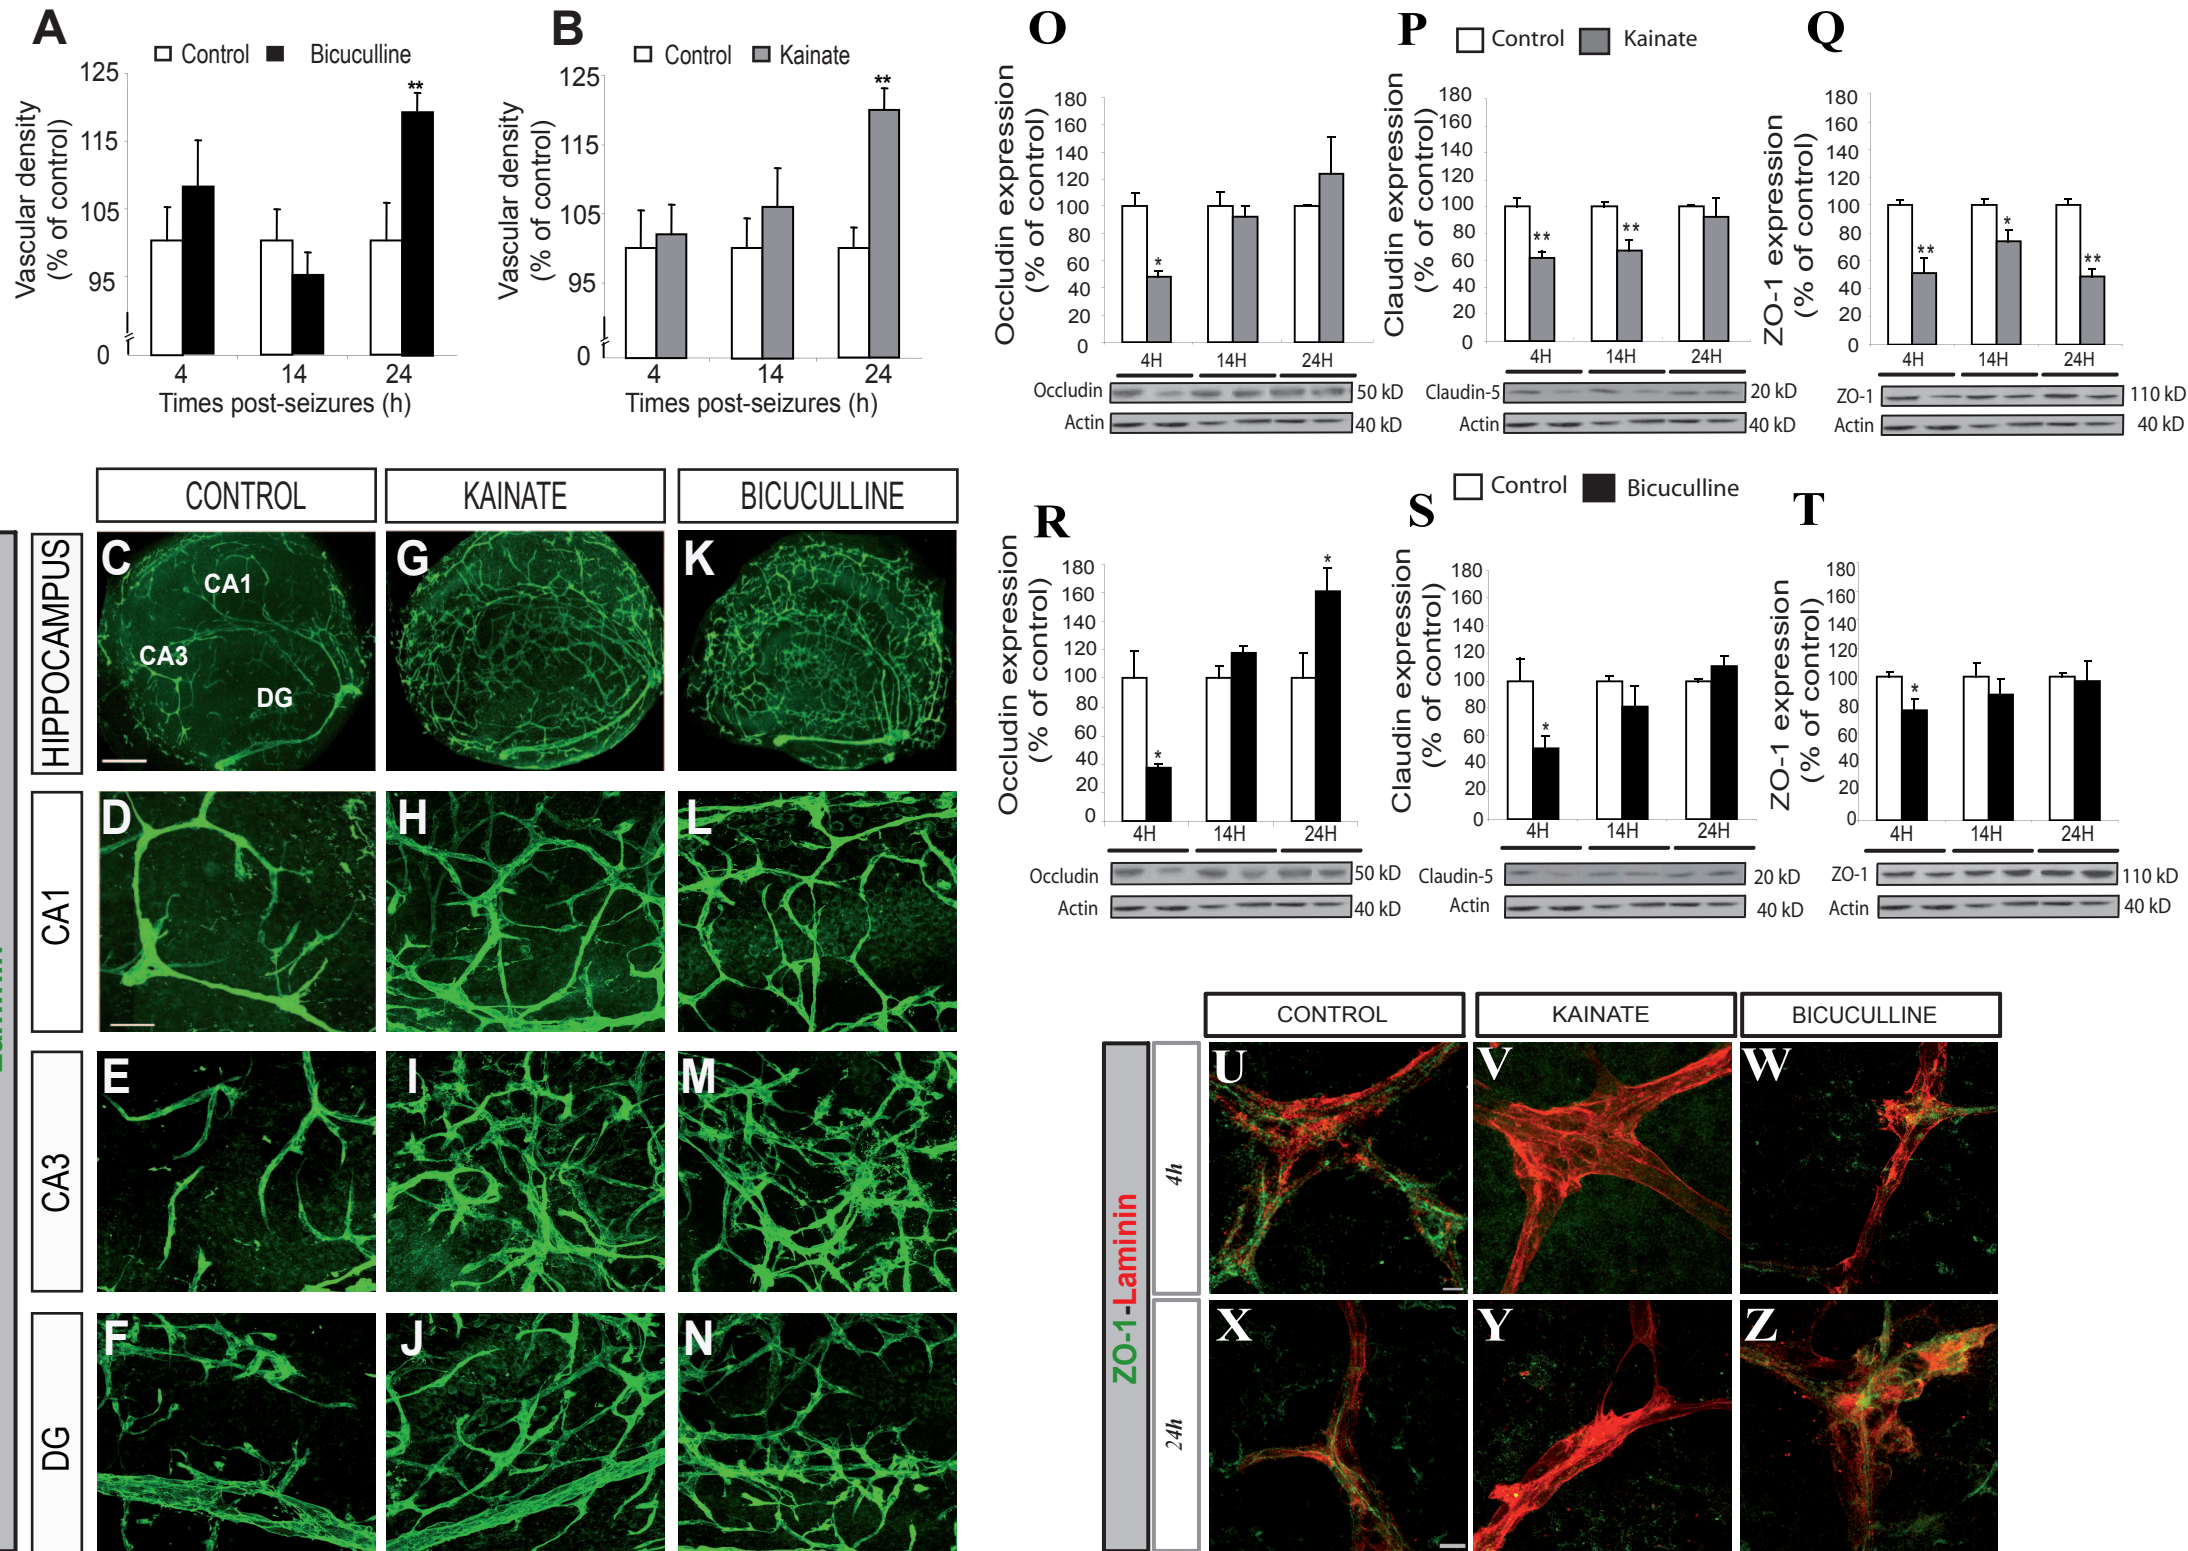 A
Control Bicuculline
125
115
105
95
0
Vascular density
(% of control)
**
4 14 24
Times post-seizures (h)
B
Control Kainate
125
115
105
95
0
Vascular density
(% of control)
**
4 14 24
Times post-seizures (h)
CONTROL KAINATE BICUCULLINE
HIPPOCAMPUS
C
CA1
CA3
DG
G
K
CA1
D
H
L
CA3
E
I
M
DG
F
J
N
O
Occludin expression
(% of control)
180
160
140
120
100
80
60
40
20
0
*
4H 14H 24H
Occludin 50 kD
Actin 40 kD
P
Control Kainate
Claudin expression
(% of control)
180
160
140
120
100
80
60
40
20
0
**
**
4H 14H 24H
Claudin-5 20 kD
Actin 40 kD
Q
ZO-1 expression
(% of control)
180
160
140
120
100
80
60
40
20
0
**
*
**
4H 14H 24H
ZO-1 110 kD
Actin 40 kD
R
Occludin expression
(% of control)
180
160
140
120
100
80
60
40
20
0
*
*
4H 14H 24H
Occludin 50 kD
Actin 40 kD
S
Control Bicuculline
Claudin expression
(% of control)
180
160
140
120
100
80
60
40
20
0
*
4H 14H 24H
Claudin-5 20 kD
Actin 40 kD
T
ZO-1 expression
(% of control)
180
160
140
120
100
80
60
40
20
0
*
4H 14H 24H
ZO-1 110 kD
Actin 40 kD
CONTROL KAINATE BICUCULLINE
ZO-1-Laminin
4h
U
V
W
24h
X
Y
Z